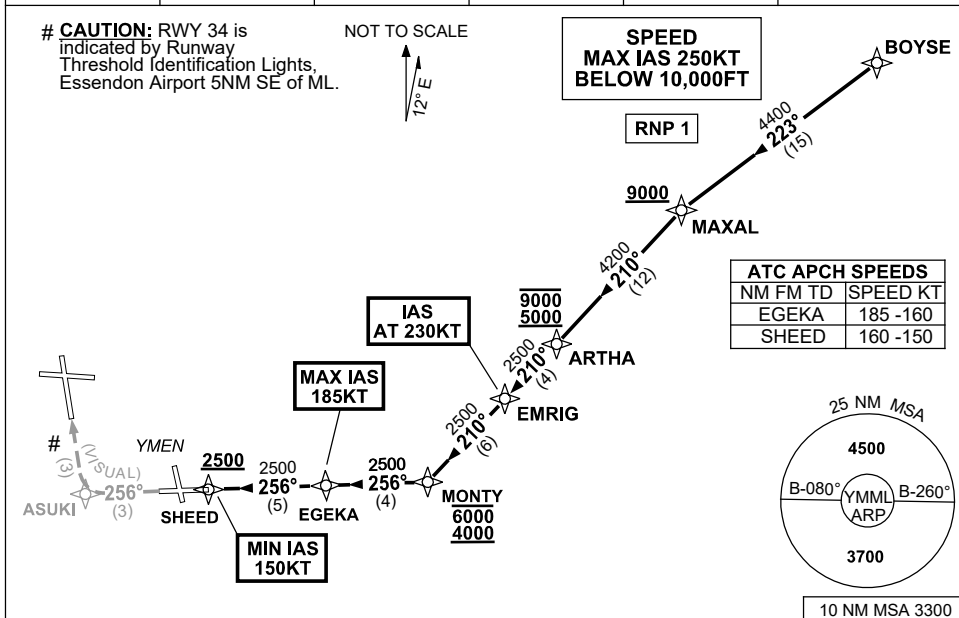 # CAUTION: RWY 34 is
indicated by Runway
Threshold Identification Lights,
Essendon Airport 5NM SE of ML.
NOT TO SCALE
12° E
SPEED
MAX IAS 250KT
BELOW 10,000FT
RNP 1
BOYSE
4400
223°
(15)
9000
MAXAL
4200
210°
(12)
ATC APCH SPEEDS
NM FM TD SPEED KT
EGEKA 185 -160
SHEED 160 -150
9000
5000
ARTHA
IAS
AT 230KT
2500
210°
(4)
EMRIG
MAX IAS
185KT
2500
210°
(6)
MONTY
6000
4000
2500
256°
(4)
EGEKA
2500
256°
(5)
2500
SHEED
MIN IAS
150KT
YMEN
#
(VISUAL)
256°
(3)
(3)
ASUKI
25 NM MSA
4500
B-080°
YMML
ARP
B-260°
3700
10 NM MSA 3300